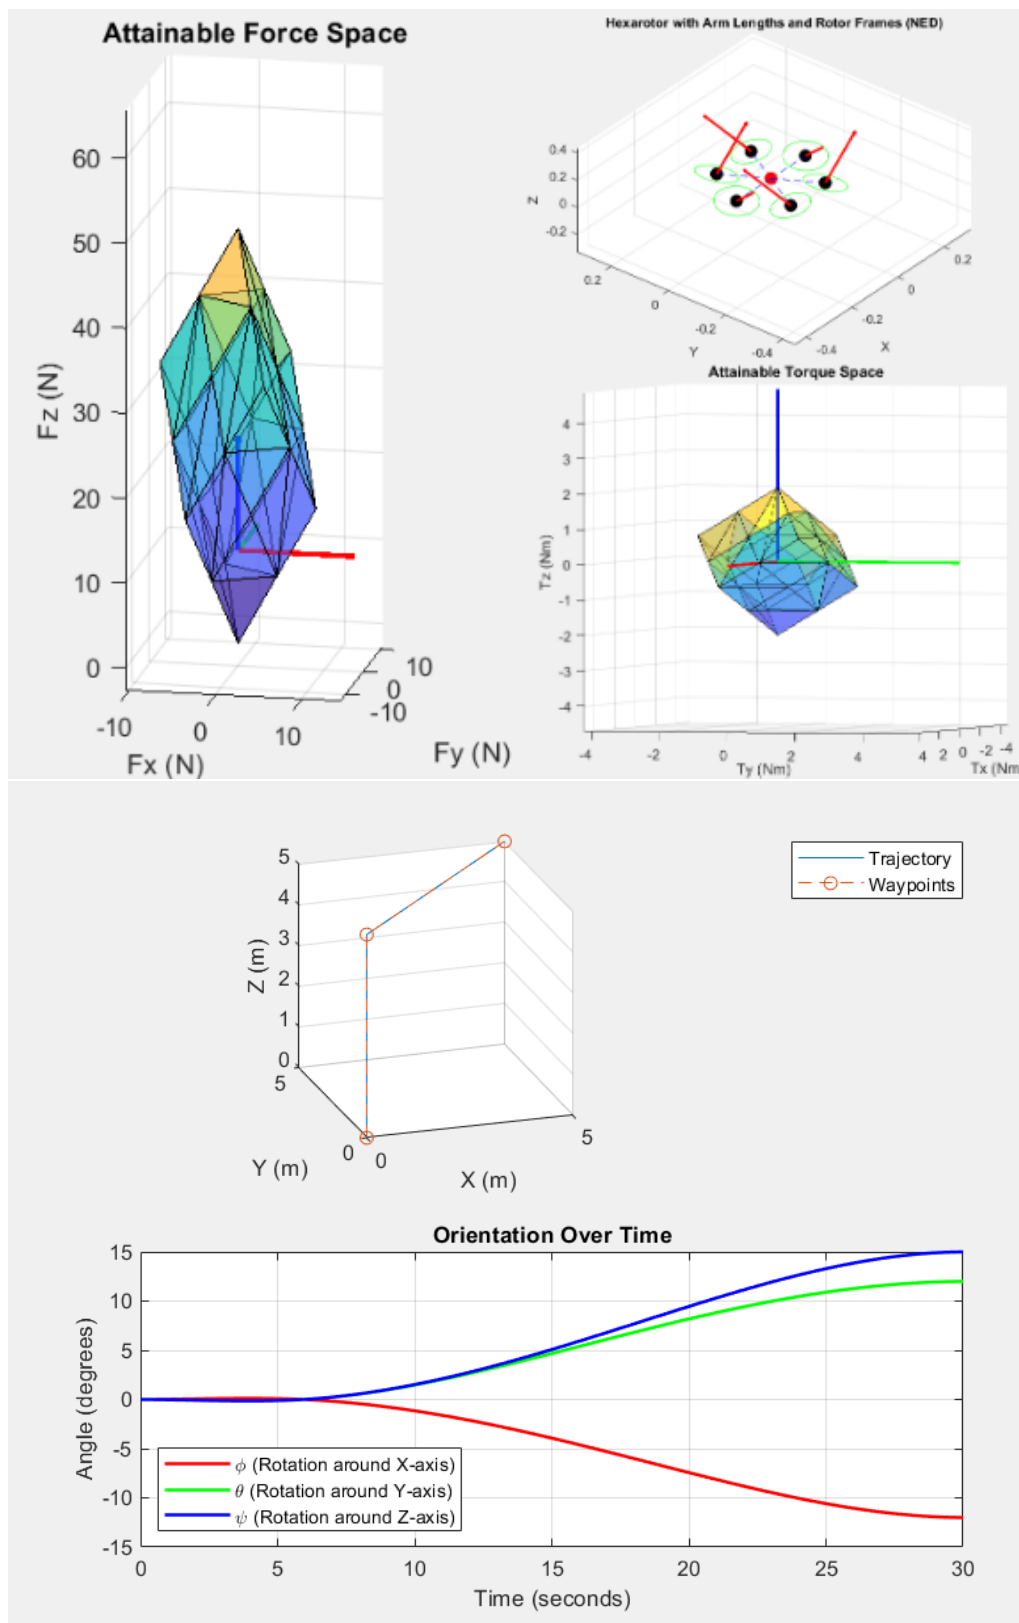 Attainable Force Space
60
50
40
30
20
10
0
Fz (N)
-10
0
10
Fx (N)
10
0
-10
Fy (N)
Hexarotor with Arm Lengths and Rotor Frames (NED)
0.4
0.2
0
-0.2
Z
0.2
0
-0.2
-0.4
Y
0.2
0
-0.2
-0.4
X
Attainable Torque Space
4
3
2
1
0
-1
-2
-3
-4
Tz (Nm)
-4
-2
0
2
4
Ty (Nm)
4 2 0 -2 -4
Tx (Nm
5
4
3
2
1
0
Z (m)
5
0
Y (m)
0
5
X (m)
Trajectory
Waypoints
Orientation Over Time
15
10
5
0
-5
-10
-15
Angle (degrees)
ϕ (Rotation around X-axis)
θ (Rotation around Y-axis)
ψ (Rotation around Z-axis)
0 5 10 15 20 25 30
Time (seconds)